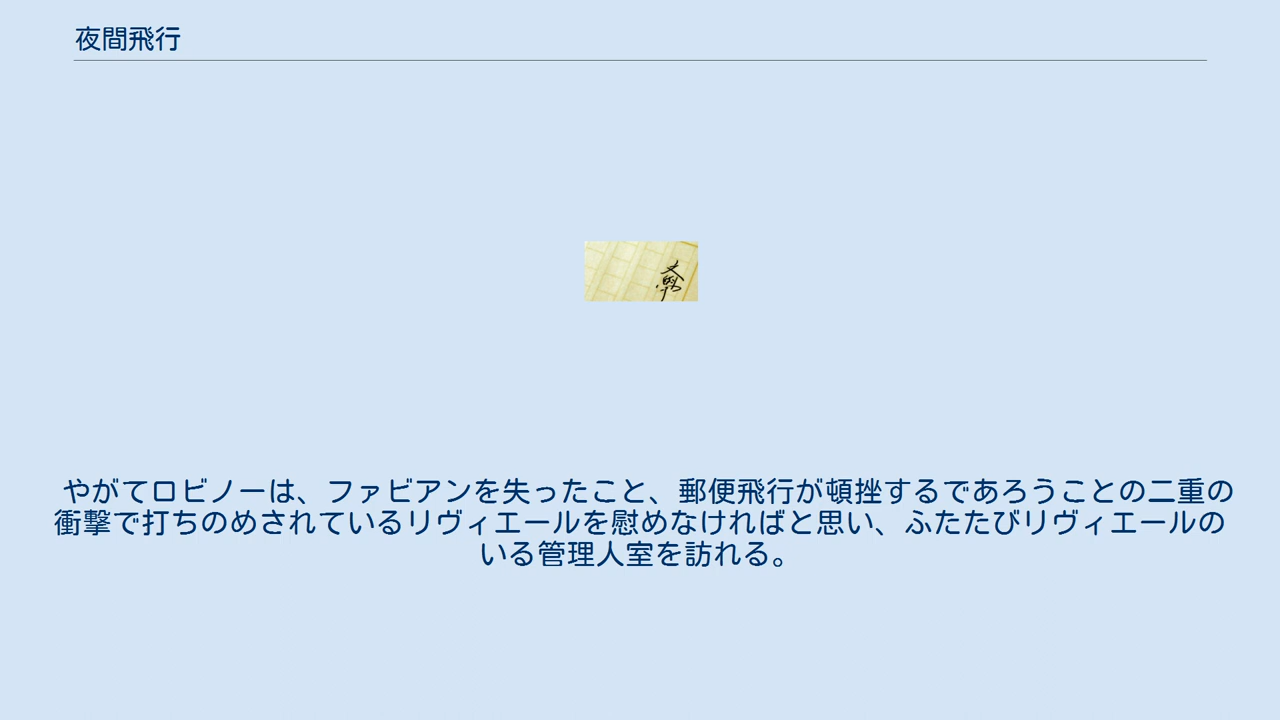 夜間飛行
やがてロビノーは、ファビアンを失ったこと、郵便飛行が頓挫するであろうことの二重の
衝撃で打ちのめされているリヴィエールを慰めなければと思い、ふたたびリヴィエールの
いる管理人室を訪れる。